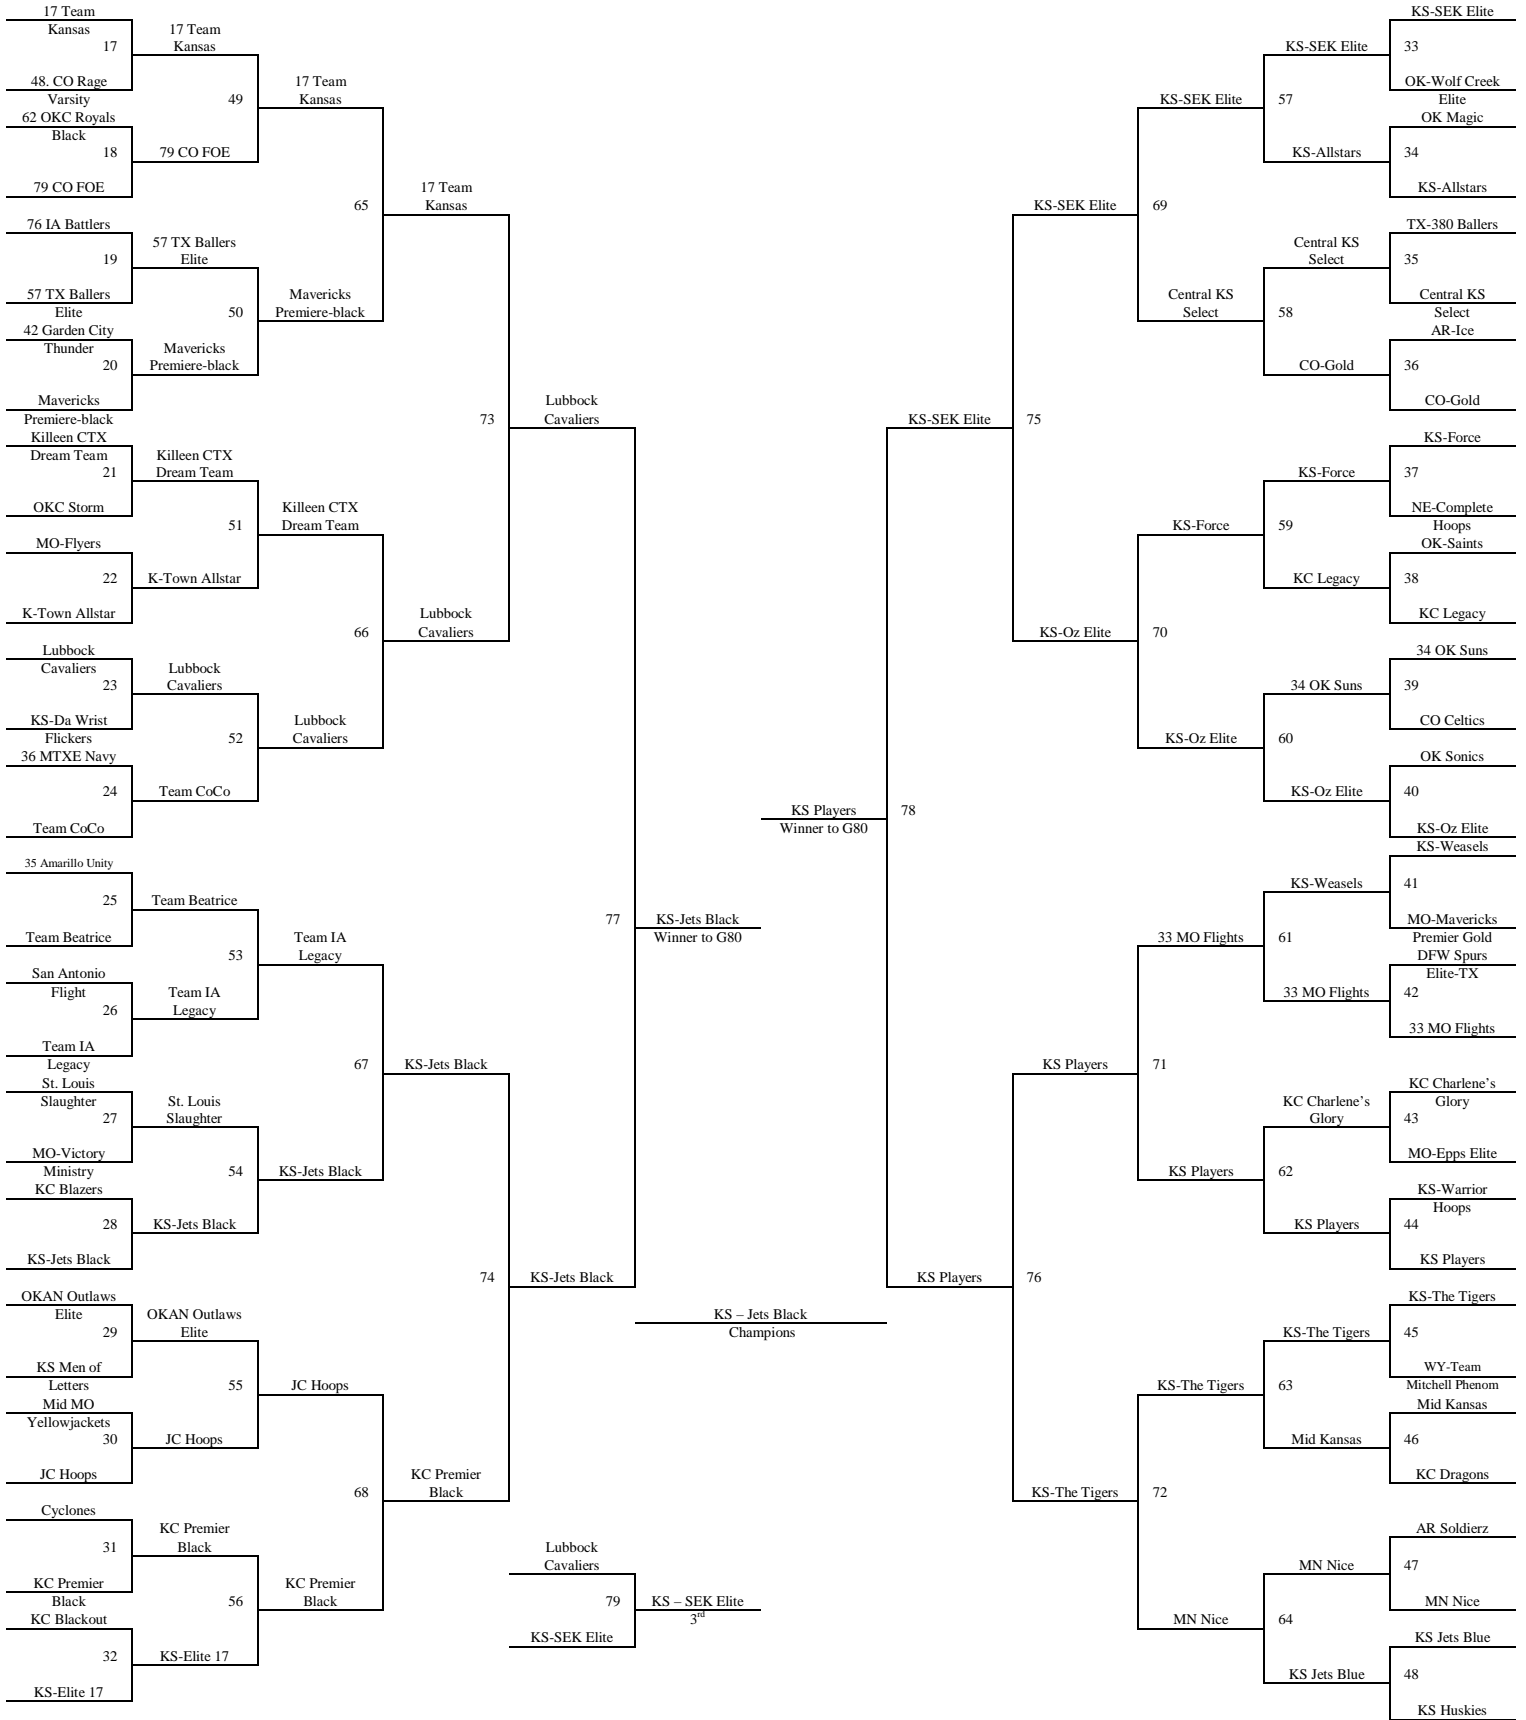 17 Team
Kansas
17
48. CO Rage
Varsity
62 OKC Royals
Black
18
79 CO FOE
76 IA Battlers
19
57 TX Ballers
Elite
42 Garden City
Thunder
20
Mavericks
Premiere-black
Killeen CTX
Dream Team
21
OKC Storm
MO-Flyers
22
K-Town Allstar
Lubbock
Cavaliers
23
KS-Da Wrist
Flickers
36 MTXE Navy
24
Team CoCo
35 Amarillo Unity
25
Team Beatrice
San Antonio
Flight
26
Team IA
Legacy
St. Louis
Slaughter
27
MO-Victory
Ministry
KC Blazers
28
KS-Jets Black
OKAN Outlaws
Elite
29
KS Men of
Letters
Mid MO
Yellowjackets
30
JC Hoops
Cyclones
31
KC Premier
Black
KC Blackout
32
KS-Elite 17
17 Team
Kansas
49
79 CO FOE
57 TX Ballers
Elite
50
Mavericks
Premiere-black
Killeen CTX
Dream Team
51
K-Town Allstar
Lubbock
Cavaliers
52
Team CoCo
Team Beatrice
53
Team IA
Legacy
St. Louis
Slaughter
54
KS-Jets Black
OKAN Outlaws
Elite
55
JC Hoops
KC Premier
Black
56
KS-Elite 17
17 Team
Kansas
65
Mavericks
Premiere-black
Killeen CTX
Dream Team
66
Lubbock
Cavaliers
Team IA
Legacy
67
KS-Jets Black
JC Hoops
68
KC Premier
Black
17 Team
Kansas
73
Lubbock
Cavaliers
KS-Jets Black
74
KC Premier
Black
Lubbock
Cavaliers
77
KS-Jets Black
KS-Jets Black
Winner to G80
KS Players
Winner to G80
78
KS – Jets Black
Champions
Lubbock
Cavaliers
79
KS-SEK Elite
KS – SEK Elite
3rd
KS-SEK Elite
75
KS Players
76
KS-SEK Elite
69
KS-Oz Elite
70
KS Players
71
KS-The Tigers
72
KS-SEK Elite
57
Central KS
Select
58
KS-Force
59
KS-Oz Elite
60
33 MO Flights
61
KS Players
62
KS-The Tigers
63
MN Nice
64
KS-SEK Elite
KS-Allstars
Central KS
Select
CO-Gold
KS-Force
KC Legacy
34 OK Suns
KS-Oz Elite
KS-Weasels
33 MO Flights
KC Charlene's
Glory
KS Players
KS-The Tigers
Mid Kansas
MN Nice
KS Jets Blue
KS-SEK Elite
33
OK-Wolf Creek
Elite
OK Magic
34
KS-Allstars
TX-380 Ballers
35
Central KS
Select
AR-Ice
36
CO-Gold
KS-Force
37
NE-Complete
Hoops
OK-Saints
38
KC Legacy
34 OK Suns
39
CO Celtics
OK Sonics
40
KS-Oz Elite
KS-Weasels
41
MO-Mavericks
Premier Gold
DFW Spurs
Elite-TX
42
33 MO Flights
KC Charlene's
Glory
43
MO-Epps Elite
KS-Warrior
Hoops
44
KS Players
KS-The Tigers
45
WY-Team
Mitchell Phenom
Mid Kansas
46
KC Dragons
AR Soldierz
47
MN Nice
KS Jets Blue
48
KS Huskies